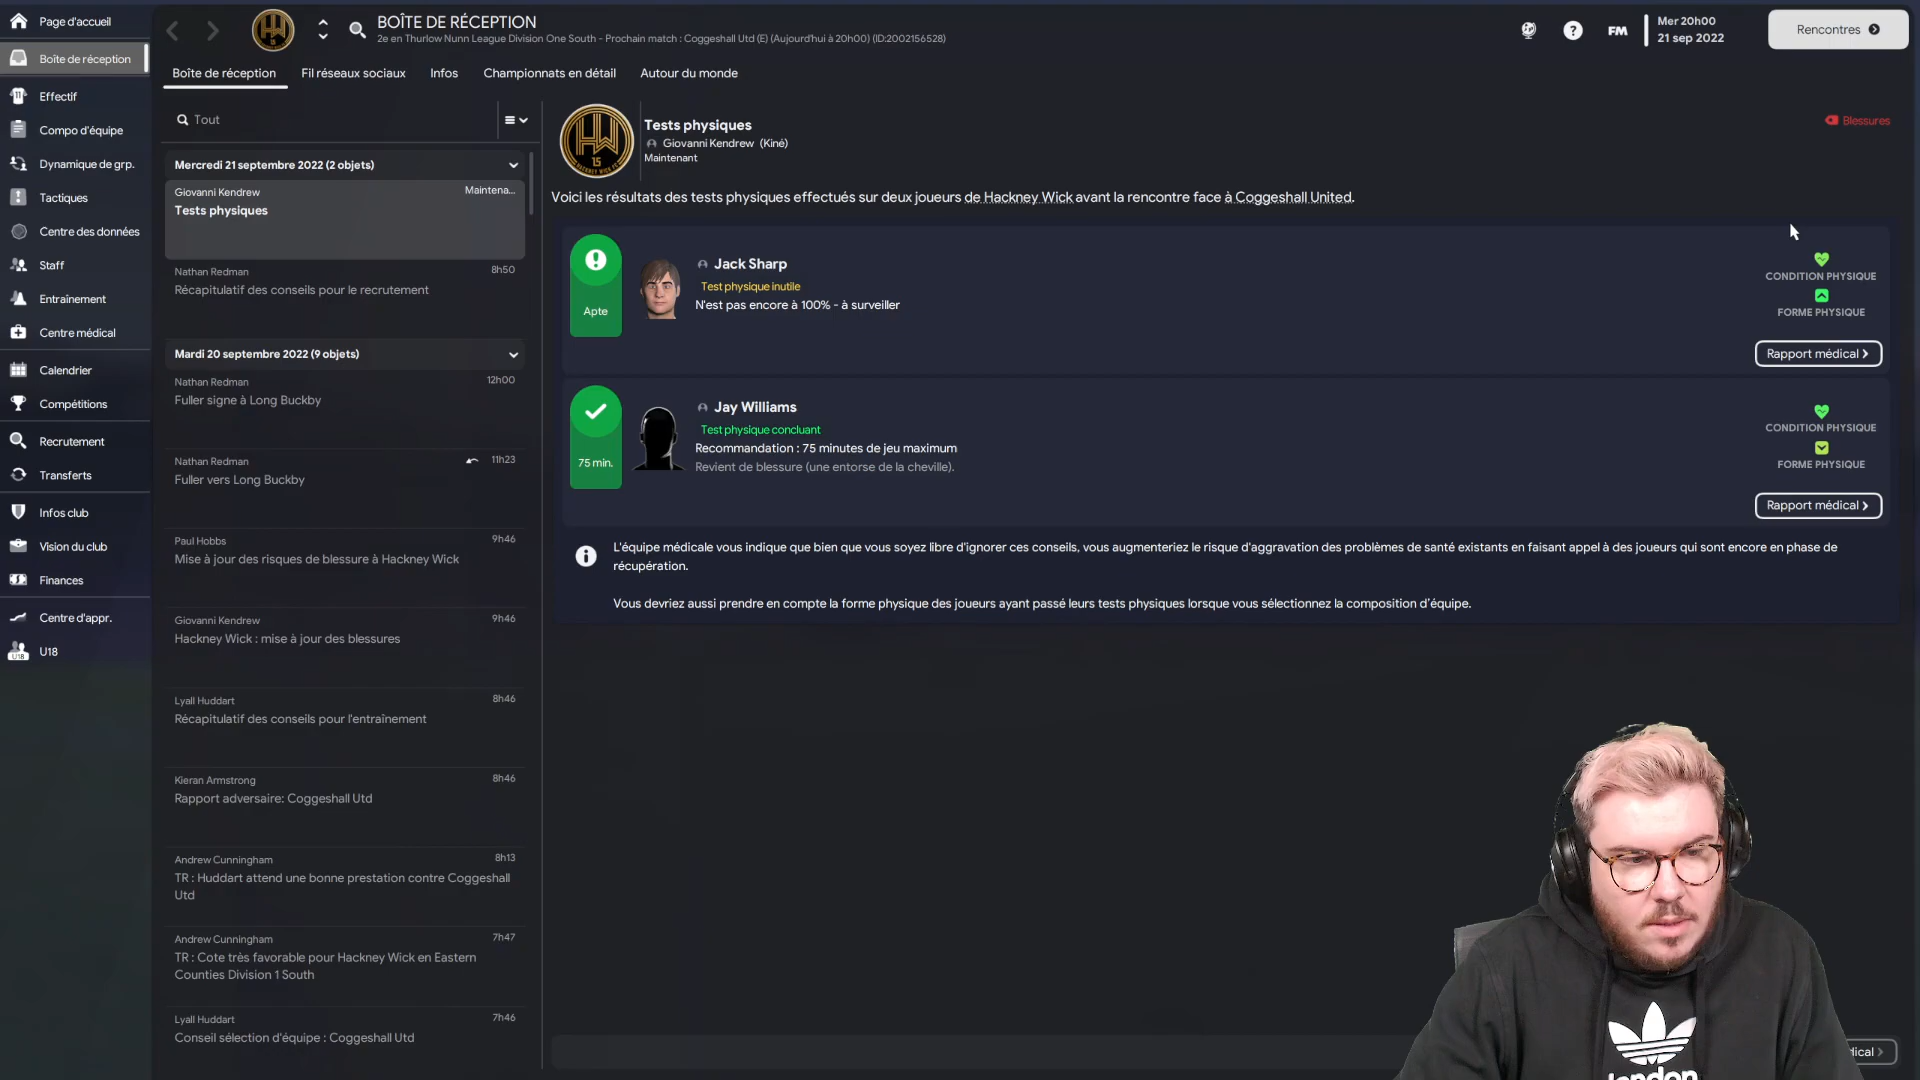 Page d'accueil
Boîte de réception
Effectif
Compo d'équipe
Dynamique de grp.
Tactiques
Centre des données
Staff
Entraînement
Centre médical
Calendrier
Compétitions
Recrutement
Transferts
Infos club
Vision du club
Finances
Centre d'appr.
U18
BOÎTE DE RÉCEPTION
2e en Thurlow Nunn League Division One South - Prochain match : Coggeshall Utd (E) (Aujourd'hui à 20h00) (ID:2002156528)
FM
Mer 20h00
21 sep 2022
Rencontres
Boîte de réception
Fil réseaux sociaux
Infos
Championnats en détail
Autour du monde
Tout
Mercredi 21 septembre 2022 (2 objets)
Giovanni Kendrew
Maintena...
Tests physiques
Nathan Redman
8h50
Récapitulatif des conseils pour le recrutement
Mardi 20 septembre 2022 (9 objets)
Nathan Redman
12h00
Fuller signe à Long Buckby
Nathan Redman
11h23
Fuller vers Long Buckby
Paul Hobbs
9h46
Mise à jour des risques de blessure à Hackney Wick
Giovanni Kendrew
9h46
Hackney Wick : mise à jour des blessures
Lyall Huddart
8h46
Récapitulatif des conseils pour l'entraînement
Kieran Armstrong
8h46
Rapport adversaire: Coggeshall Utd
Andrew Cunningham
8h13
TR : Huddart attend une bonne prestation contre Coggeshall
Utd
Andrew Cunningham
7h47
TR : Cote très favorable pour Hackney Wick en Eastern
Counties Division 1 South
Lyall Huddart
7h46
Conseil sélection d'équipe : Coggeshall Utd
HW
15
HACKNEY WICK FC
Tests physiques
Giovanni Kendrew (Kiné)
Maintenant
Blessures
Voici les résultats des tests physiques effectués sur deux joueurs de Hackney Wick avant la rencontre face à Coggeshall United.
Apte
Jack Sharp
Test physique inutile
N'est pas encore à 100% - à surveiller
CONDITION PHYSIQUE
FORME PHYSIQUE
Rapport médical
75 min.
Jay Williams
Test physique concluant
Recommandation : 75 minutes de jeu maximum
Revient de blessure (une entorse de la cheville).
CONDITION PHYSIQUE
FORME PHYSIQUE
Rapport médical
L'équipe médicale vous indique que bien que vous soyez libre d'ignorer ces conseils, vous augmenteriez le risque d'aggravation des problèmes de santé existants en faisant appel à des joueurs qui sont encore en phase de
récupération.
Vous devriez aussi prendre en compte la forme physique des joueurs ayant passé leurs tests physiques lorsque vous sélectionnez la composition d'équipe.
dical
london